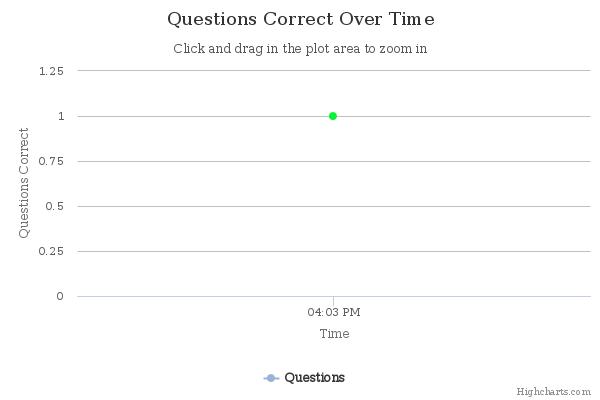 Questions Correct Over Time
Click and drag in the plot area to zoom in
Questions Correct
1.25
1
0.75
0.5
0.25
0
04:03 PM
Time
Questions
Highcharts.com